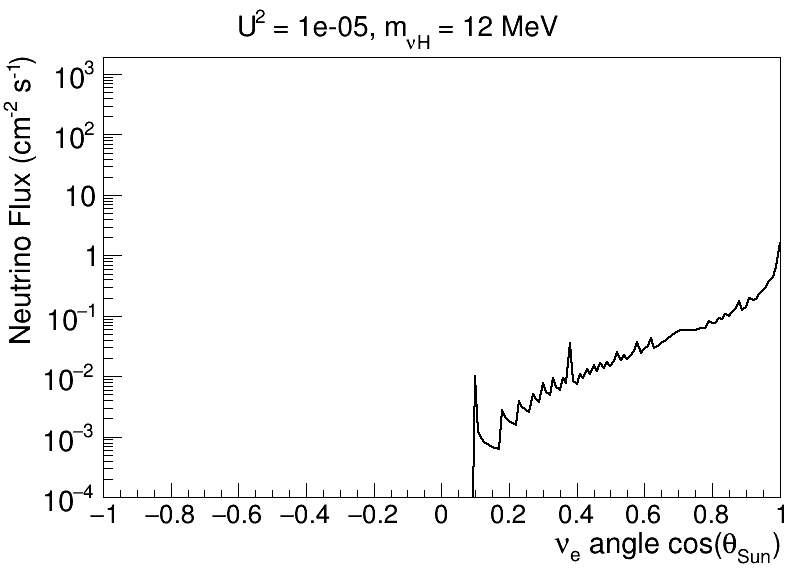 U² = 1e-05, m_νH = 12 MeV
Neutrino Flux (cm⁻² s⁻¹)
10³
10²
10
1
10⁻¹
10⁻²
10⁻³
10⁻⁴
−1 −0.8 −0.6 −0.4 −0.2 0 0.2 0.4 0.6 0.8 1
ν_e angle cos(θ_Sun)